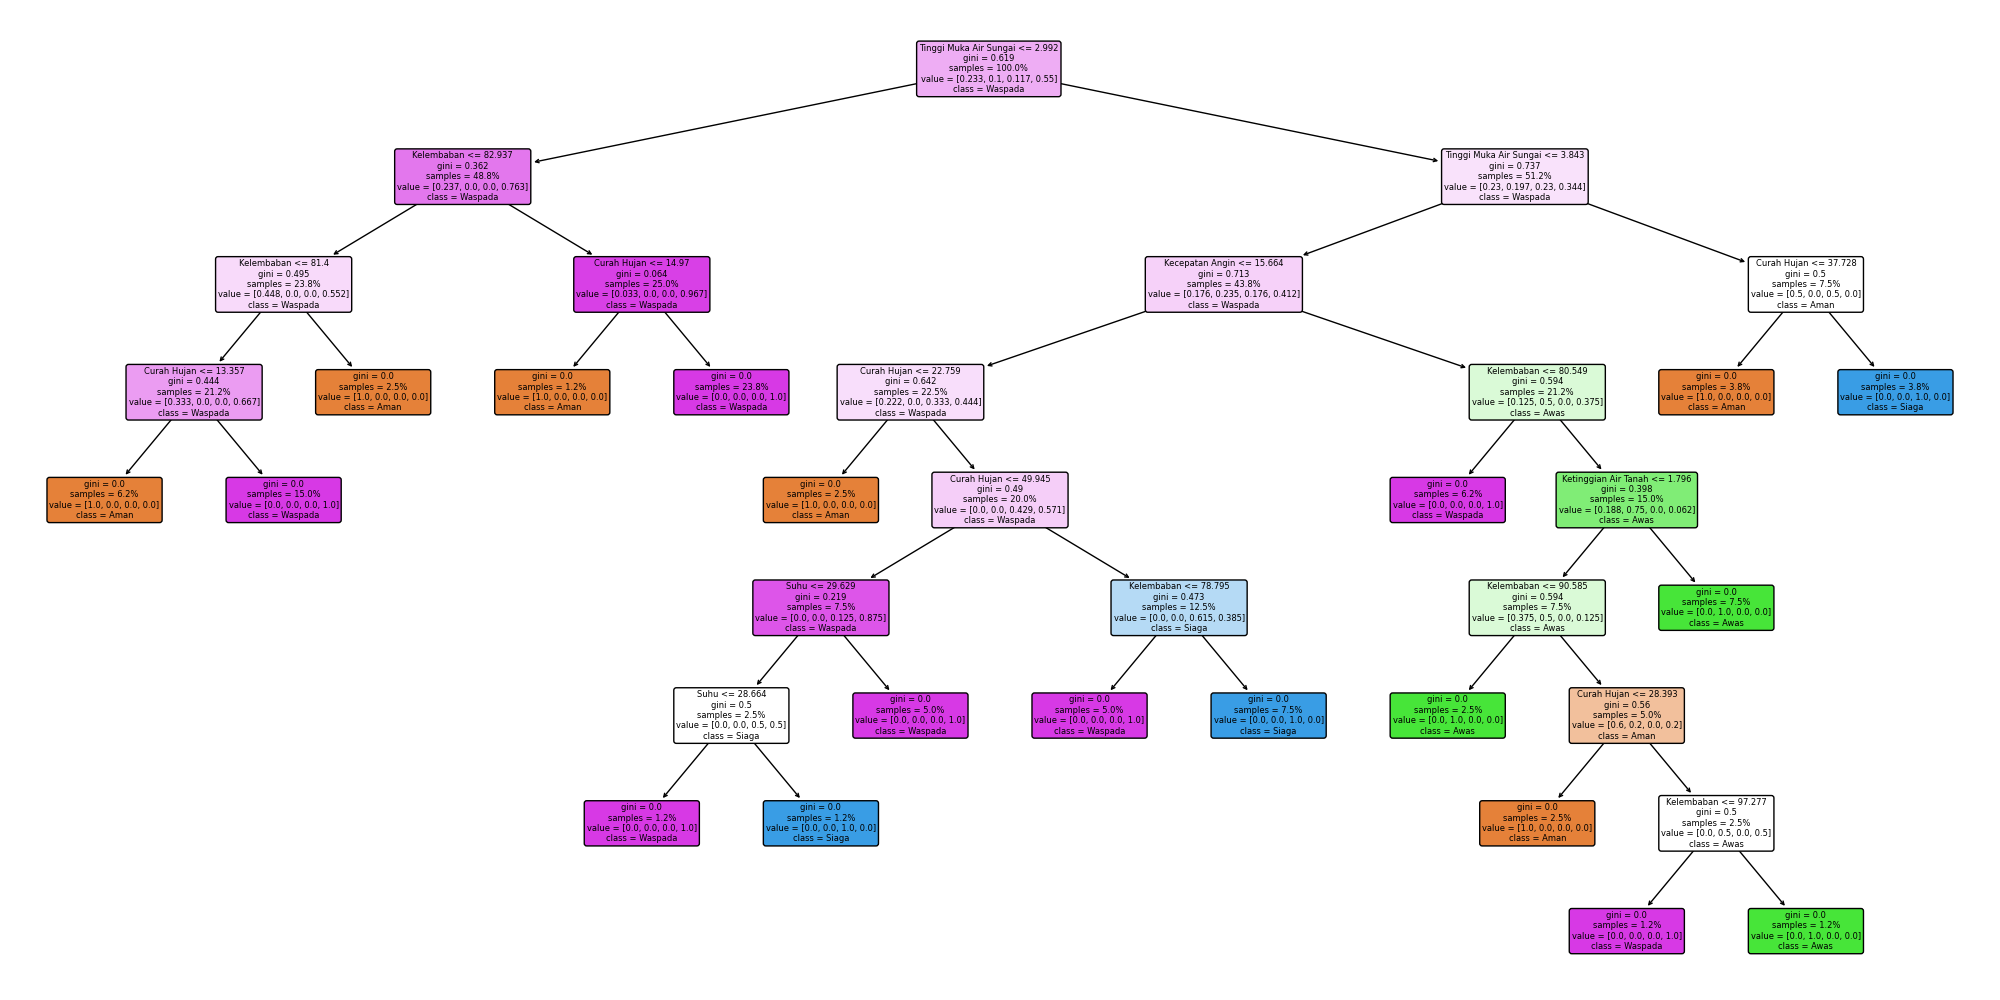 Tinggi Muka Air Sungai <= 2.992
gini = 0.619
samples = 100.0%
value = [0.233, 0.1, 0.117, 0.55]
class = Waspada
Kelembaban <= 82.937
gini = 0.362
samples = 48.8%
value = [0.237, 0.0, 0.0, 0.763]
class = Waspada
Tinggi Muka Air Sungai <= 3.843
gini = 0.737
samples = 51.2%
value = [0.23, 0.197, 0.23, 0.344]
class = Waspada
Kelembaban <= 81.4
gini = 0.495
samples = 23.8%
value = [0.448, 0.0, 0.0, 0.552]
class = Waspada
Curah Hujan <= 14.97
gini = 0.064
samples = 25.0%
value = [0.033, 0.0, 0.0, 0.967]
class = Waspada
Kecepatan Angin <= 15.664
gini = 0.713
samples = 43.8%
value = [0.176, 0.235, 0.176, 0.412]
class = Waspada
Curah Hujan <= 37.728
gini = 0.5
samples = 7.5%
value = [0.5, 0.0, 0.5, 0.0]
class = Aman
Curah Hujan <= 13.357
gini = 0.444
samples = 21.2%
value = [0.333, 0.0, 0.0, 0.667]
class = Waspada
gini = 0.0
samples = 2.5%
value = [1.0, 0.0, 0.0, 0.0]
class = Aman
gini = 0.0
samples = 1.2%
value = [1.0, 0.0, 0.0, 0.0]
class = Aman
gini = 0.0
samples = 23.8%
value = [0.0, 0.0, 0.0, 1.0]
class = Waspada
Curah Hujan <= 22.759
gini = 0.642
samples = 22.5%
value = [0.222, 0.0, 0.333, 0.444]
class = Waspada
Kelembaban <= 80.549
gini = 0.594
samples = 21.2%
value = [0.125, 0.5, 0.0, 0.375]
class = Awas
gini = 0.0
samples = 3.8%
value = [1.0, 0.0, 0.0, 0.0]
class = Aman
gini = 0.0
samples = 3.8%
value = [0.0, 0.0, 1.0, 0.0]
class = Siaga
gini = 0.0
samples = 6.2%
value = [1.0, 0.0, 0.0, 0.0]
class = Aman
gini = 0.0
samples = 15.0%
value = [0.0, 0.0, 0.0, 1.0]
class = Waspada
gini = 0.0
samples = 2.5%
value = [1.0, 0.0, 0.0, 0.0]
class = Aman
Curah Hujan <= 49.945
gini = 0.49
samples = 20.0%
value = [0.0, 0.0, 0.429, 0.571]
class = Waspada
gini = 0.0
samples = 6.2%
value = [0.0, 0.0, 0.0, 1.0]
class = Waspada
Ketinggian Air Tanah <= 1.796
gini = 0.398
samples = 15.0%
value = [0.188, 0.75, 0.0, 0.062]
class = Awas
Suhu <= 29.629
gini = 0.219
samples = 7.5%
value = [0.0, 0.0, 0.125, 0.875]
class = Waspada
Kelembaban <= 78.795
gini = 0.473
samples = 12.5%
value = [0.0, 0.0, 0.615, 0.385]
class = Siaga
Kelembaban <= 90.585
gini = 0.594
samples = 7.5%
value = [0.375, 0.5, 0.0, 0.125]
class = Awas
gini = 0.0
samples = 7.5%
value = [0.0, 1.0, 0.0, 0.0]
class = Awas
Suhu <= 28.664
gini = 0.5
samples = 2.5%
value = [0.0, 0.0, 0.5, 0.5]
class = Siaga
gini = 0.0
samples = 5.0%
value = [0.0, 0.0, 0.0, 1.0]
class = Waspada
gini = 0.0
samples = 5.0%
value = [0.0, 0.0, 0.0, 1.0]
class = Waspada
gini = 0.0
samples = 7.5%
value = [0.0, 0.0, 1.0, 0.0]
class = Siaga
gini = 0.0
samples = 2.5%
value = [0.0, 1.0, 0.0, 0.0]
class = Awas
Curah Hujan <= 28.393
gini = 0.56
samples = 5.0%
value = [0.6, 0.2, 0.0, 0.2]
class = Aman
gini = 0.0
samples = 1.2%
value = [0.0, 0.0, 0.0, 1.0]
class = Waspada
gini = 0.0
samples = 1.2%
value = [0.0, 0.0, 1.0, 0.0]
class = Siaga
gini = 0.0
samples = 2.5%
value = [1.0, 0.0, 0.0, 0.0]
class = Aman
Kelembaban <= 97.277
gini = 0.5
samples = 2.5%
value = [0.0, 0.5, 0.0, 0.5]
class = Awas
gini = 0.0
samples = 1.2%
value = [0.0, 0.0, 0.0, 1.0]
class = Waspada
gini = 0.0
samples = 1.2%
value = [0.0, 1.0, 0.0, 0.0]
class = Awas